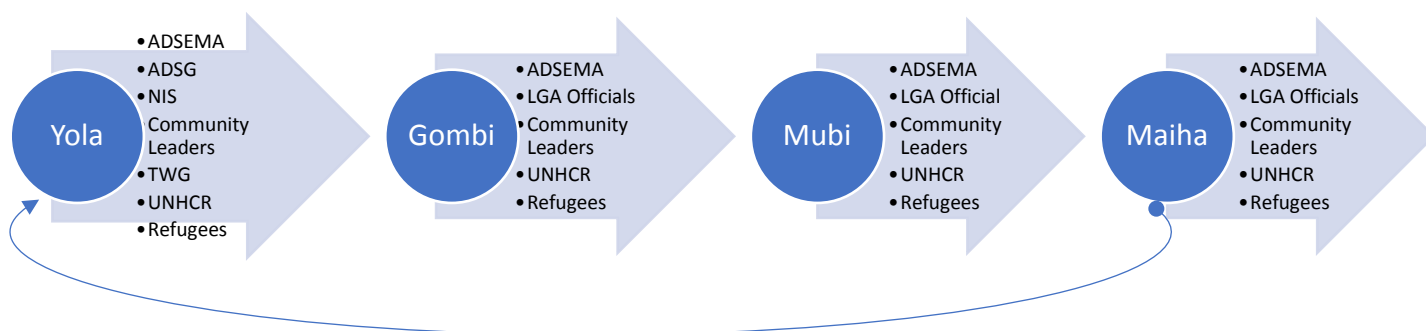 Yola
• ADSEMA
• ADSG
• NIS
• Community
Leaders
• TWG
• UNHCR
• Refugees
Gombi
• ADSEMA
• LGA Officials
• Community
Leaders
• UNHCR
• Refugees
Mubi
• ADSEMA
• LGA Official
• Community
Leaders
• UNHCR
• Refugees
Maiha
• ADSEMA
• LGA Officials
• Community
Leaders
• UNHCR
• Refugees